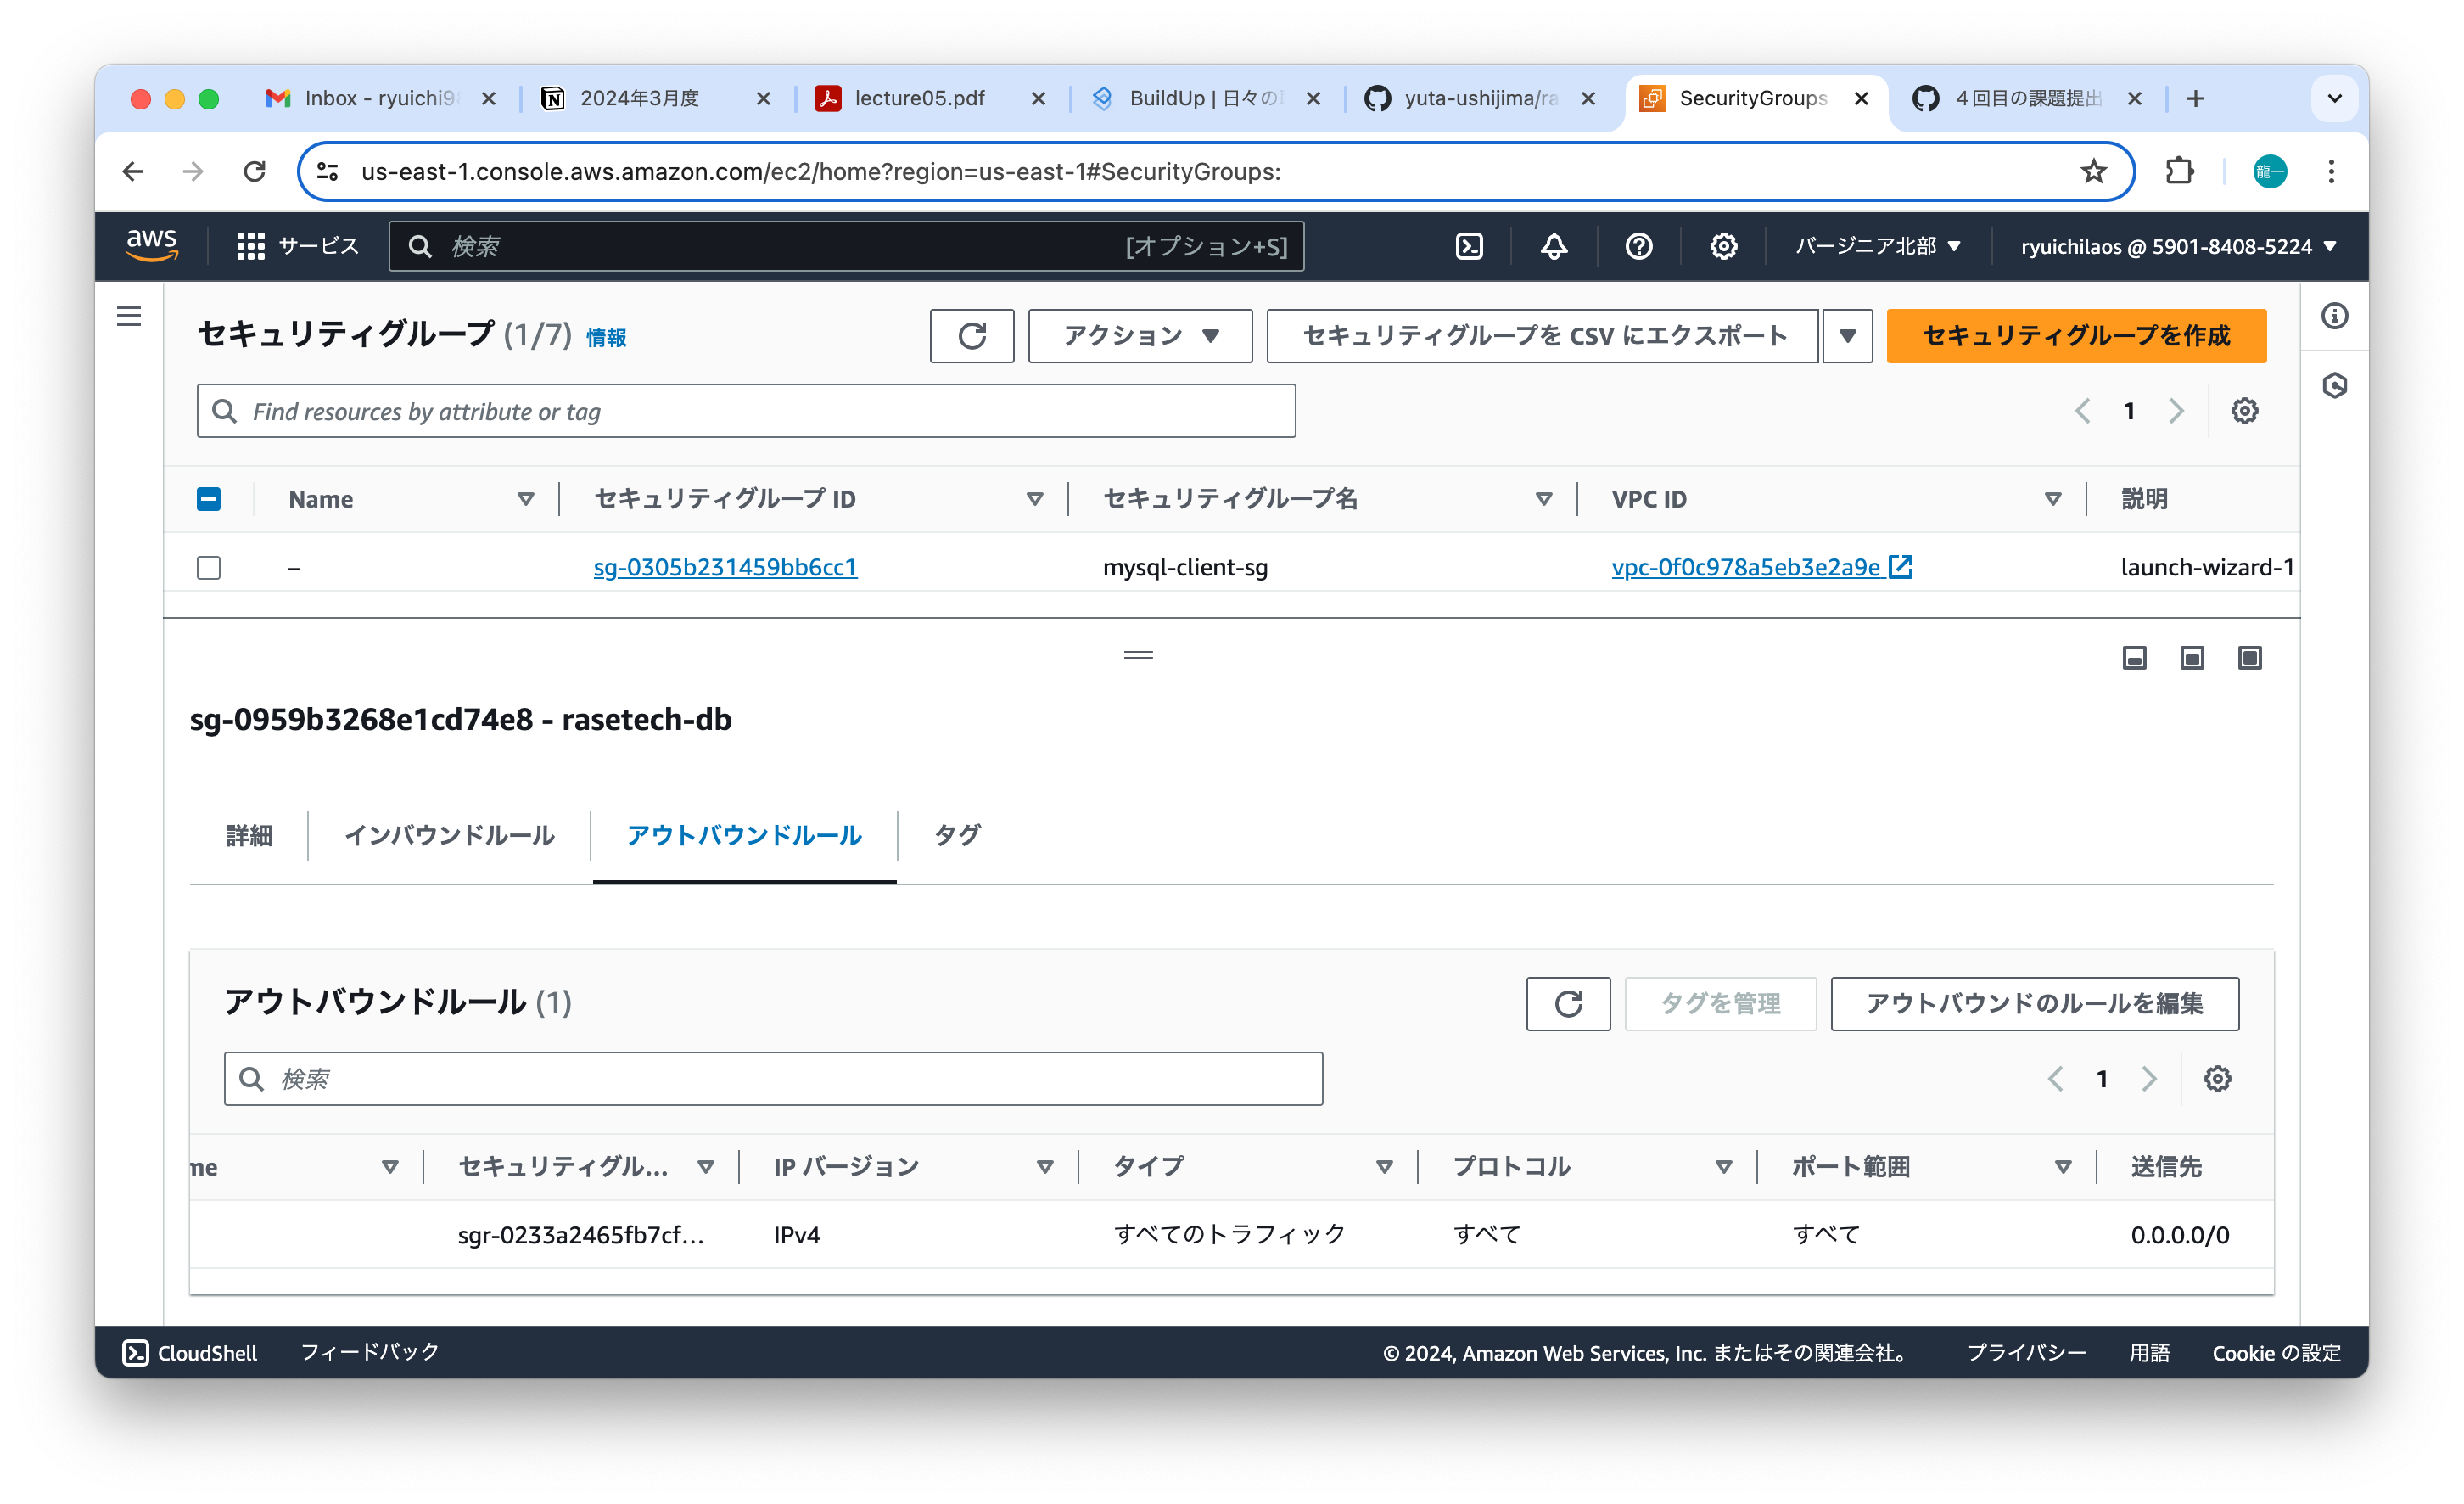 Inbox - ryuichi9
2024年3月度
lecture05.pdf
BuildUp | 日々の
yuta-ushijima/ra
SecurityGroups
４回目の課題提出
us-east-1.console.aws.amazon.com/ec2/home?region=us-east-1#SecurityGroups:
龍一
aws
サービス
検索
[オプション+S]
バージニア北部
ryuichilaos @ 5901-8408-5224
セキュリティグループ (1/7) 情報
アクション
セキュリティグループを CSV にエクスポート
セキュリティグループを作成
Find resources by attribute or tag
1
Name
セキュリティグループ ID
セキュリティグループ名
VPC ID
説明
–
sg-0305b231459bb6cc1
mysql-client-sg
vpc-0f0c978a5eb3e2a9e
launch-wizard-1
sg-0959b3268e1cd74e8 - rasetech-db
詳細
インバウンドルール
アウトバウンドルール
タグ
アウトバウンドルール (1)
タグを管理
アウトバウンドのルールを編集
検索
1
me
セキュリティグル...
IP バージョン
タイプ
プロトコル
ポート範囲
送信先
sgr-0233a2465fb7cf...
IPv4
すべてのトラフィック
すべて
すべて
0.0.0.0/0
CloudShell
フィードバック
© 2024, Amazon Web Services, Inc. またはその関連会社。
プライバシー
用語
Cookie の設定